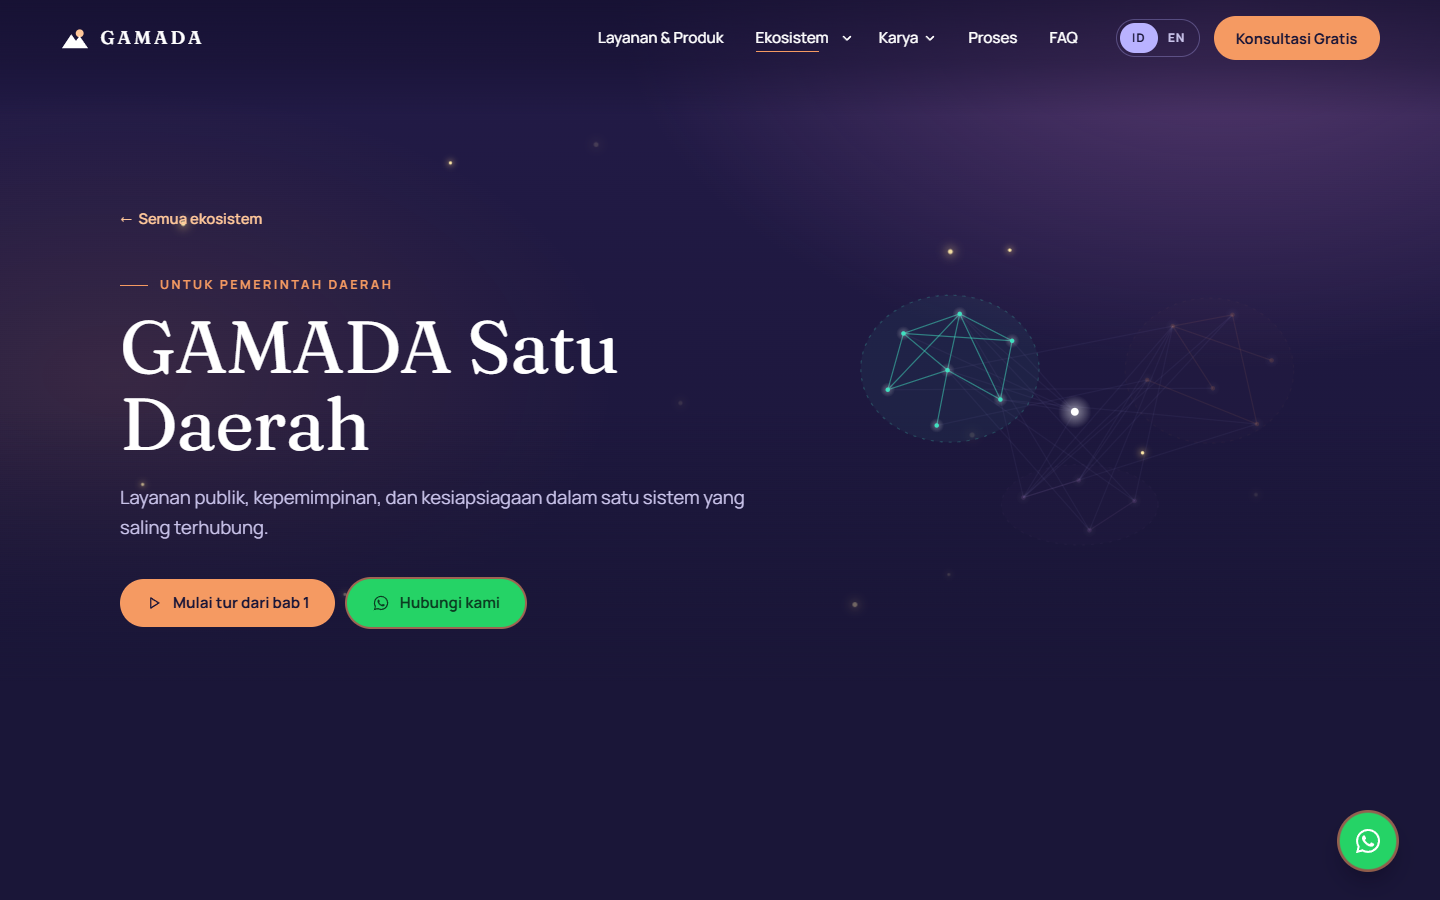 GAMADA
Layanan & Produk
Ekosistem
Karya
Proses
FAQ
ID
EN
Konsultasi Gratis
← Semua ekosistem
UNTUK PEMERINTAH DAERAH
GAMADA Satu
Daerah
Layanan publik, kepemimpinan, dan kesiapsiagaan dalam satu sistem yang
saling terhubung.
Mulai tur dari bab 1
Hubungi kami